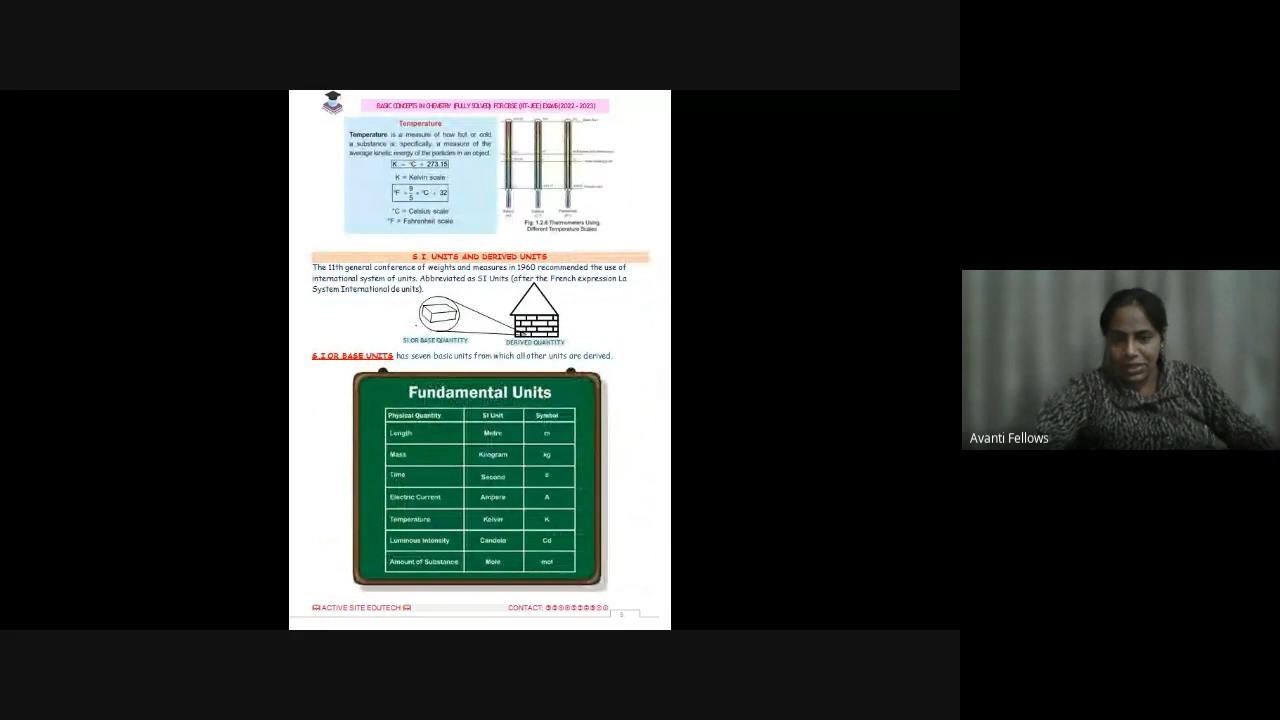 BASIC CONCEPTS IN CHEMISTRY (FULLY SOLVED) FOR CBSE (IIT-JEE) EXAMS (2022 - 2023)
Temperature
Temperature is a measure of how hot or cold
a substance is; specifically, a measure of the
average kinetic energy of the particles in an object.
K = °C + 273.15
K = Kelvin scale
°F = 9/5 × °C + 32
°C = Celsius scale
°F = Fahrenheit scale
Fig: 1.2.6 Thermometers Using
Different Temperature Scales
S.I. UNITS AND DERIVED UNITS
The 11th general conference of weights and measures in 1960 recommended the use of
international system of units. Abbreviated as SI Units (after the French expression La
System International de units).
SI OR BASE QUANTITY
DERIVED QUANTITY
S.I OR BASE UNITS has seven basic units from which all other units are derived.
Fundamental Units
Physical Quantity SI Unit Symbol
Length Metre m
Mass Kilogram kg
Time Second s
Electric Current Ampere A
Temperature Kelvin K
Luminous Intensity Candela Cd
Amount of Substance Mole mol
ACTIVE SITE EDUTECH CONTACT:
Avanti Fellows